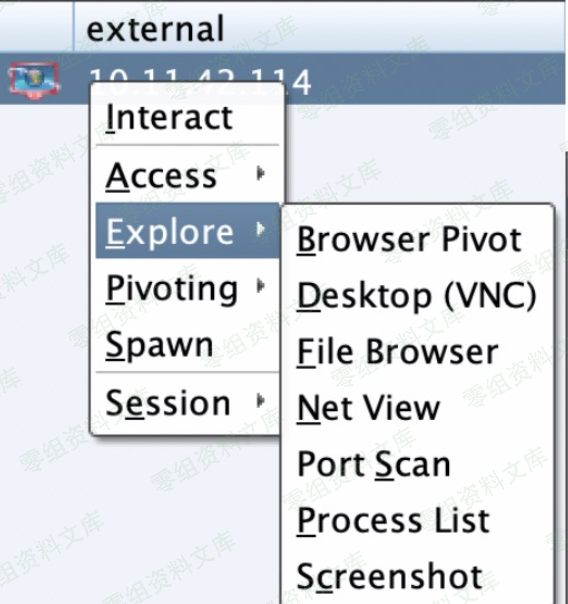 external
10.11.42.114
Interact
Access
Explore
Pivoting
Spawn
Session
Browser Pivot
Desktop (VNC)
File Browser
Net View
Port Scan
Process List
Screenshot
零组资料文库